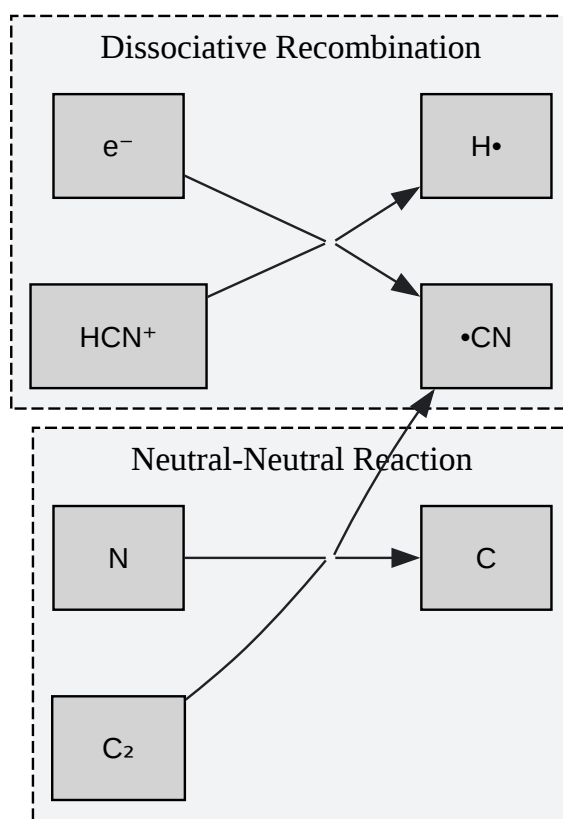 Dissociative Recombination
e⁻
H•
HCN⁺
•CN
Neutral-Neutral Reaction
N
C
C₂